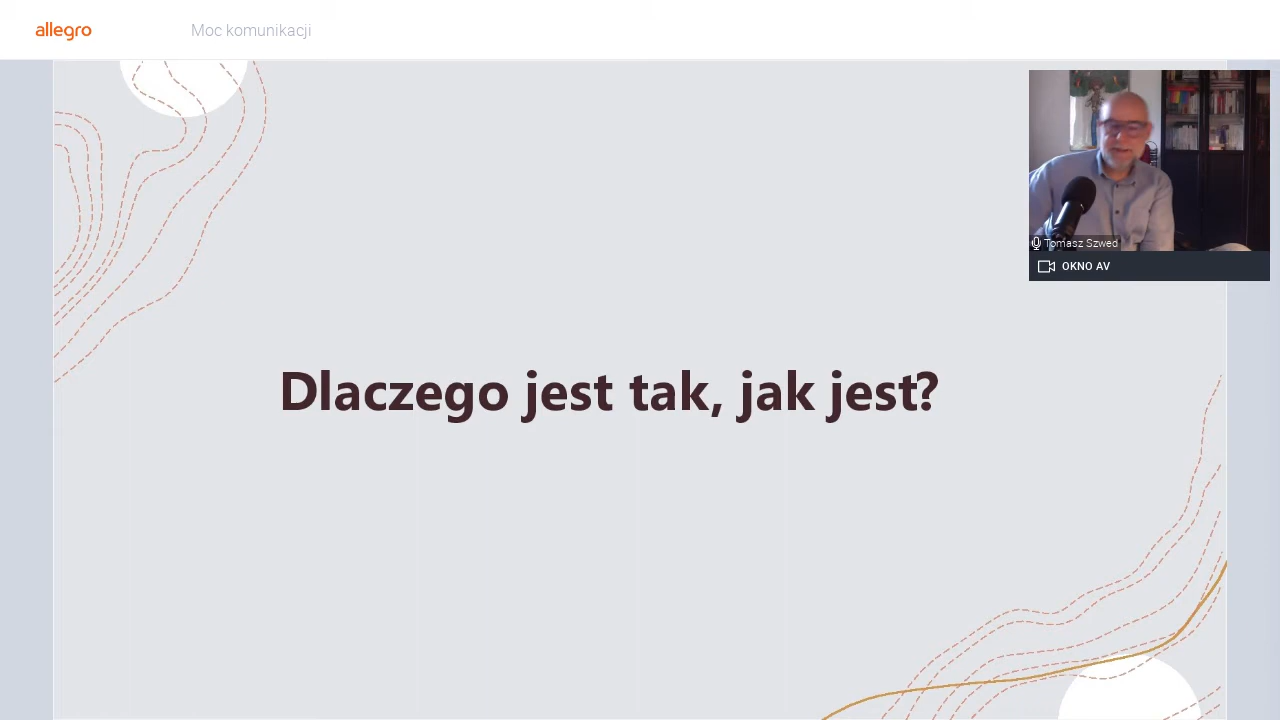 allegro
Moc komunikacji
Tomasz Szwed
OKNO AV
Dlaczego jest tak, jak jest?